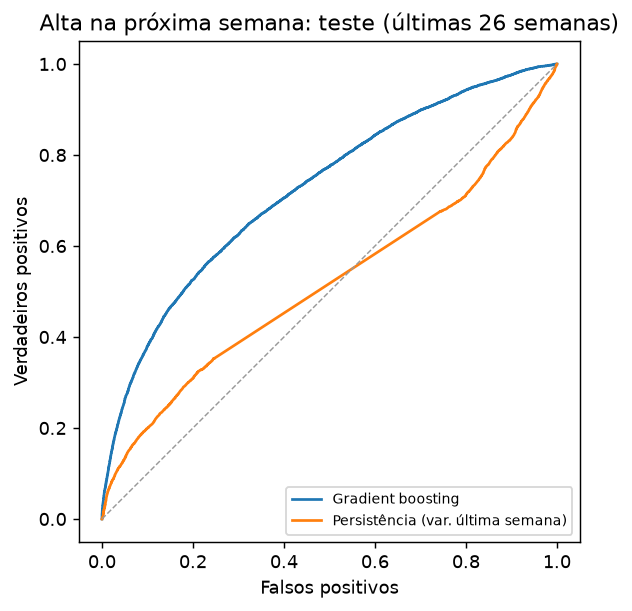 Alta na próxima semana: teste (últimas 26 semanas)
Verdadeiros positivos
1.0
0.8
0.6
0.4
0.2
0.0
Gradient boosting
Persistência (var. última semana)
0.0 0.2 0.4 0.6 0.8 1.0
Falsos positivos